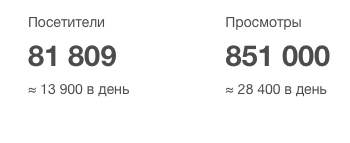 Посетители
81 809
≈ 13 900 в день
Просмотры
851 000
≈ 28 400 в день